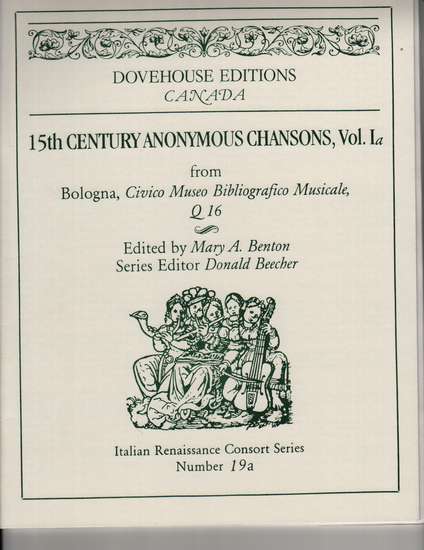 DOVEHOUSE EDITIONS
CANADA
15th CENTURY ANONYMOUS CHANSONS, Vol. Ia
from
Bologna, Civico Museo Bibliografico Musicale,
Q 16
Edited by Mary A. Benton
Series Editor Donald Beecher
Italian Renaissance Consort Series
Number 19a